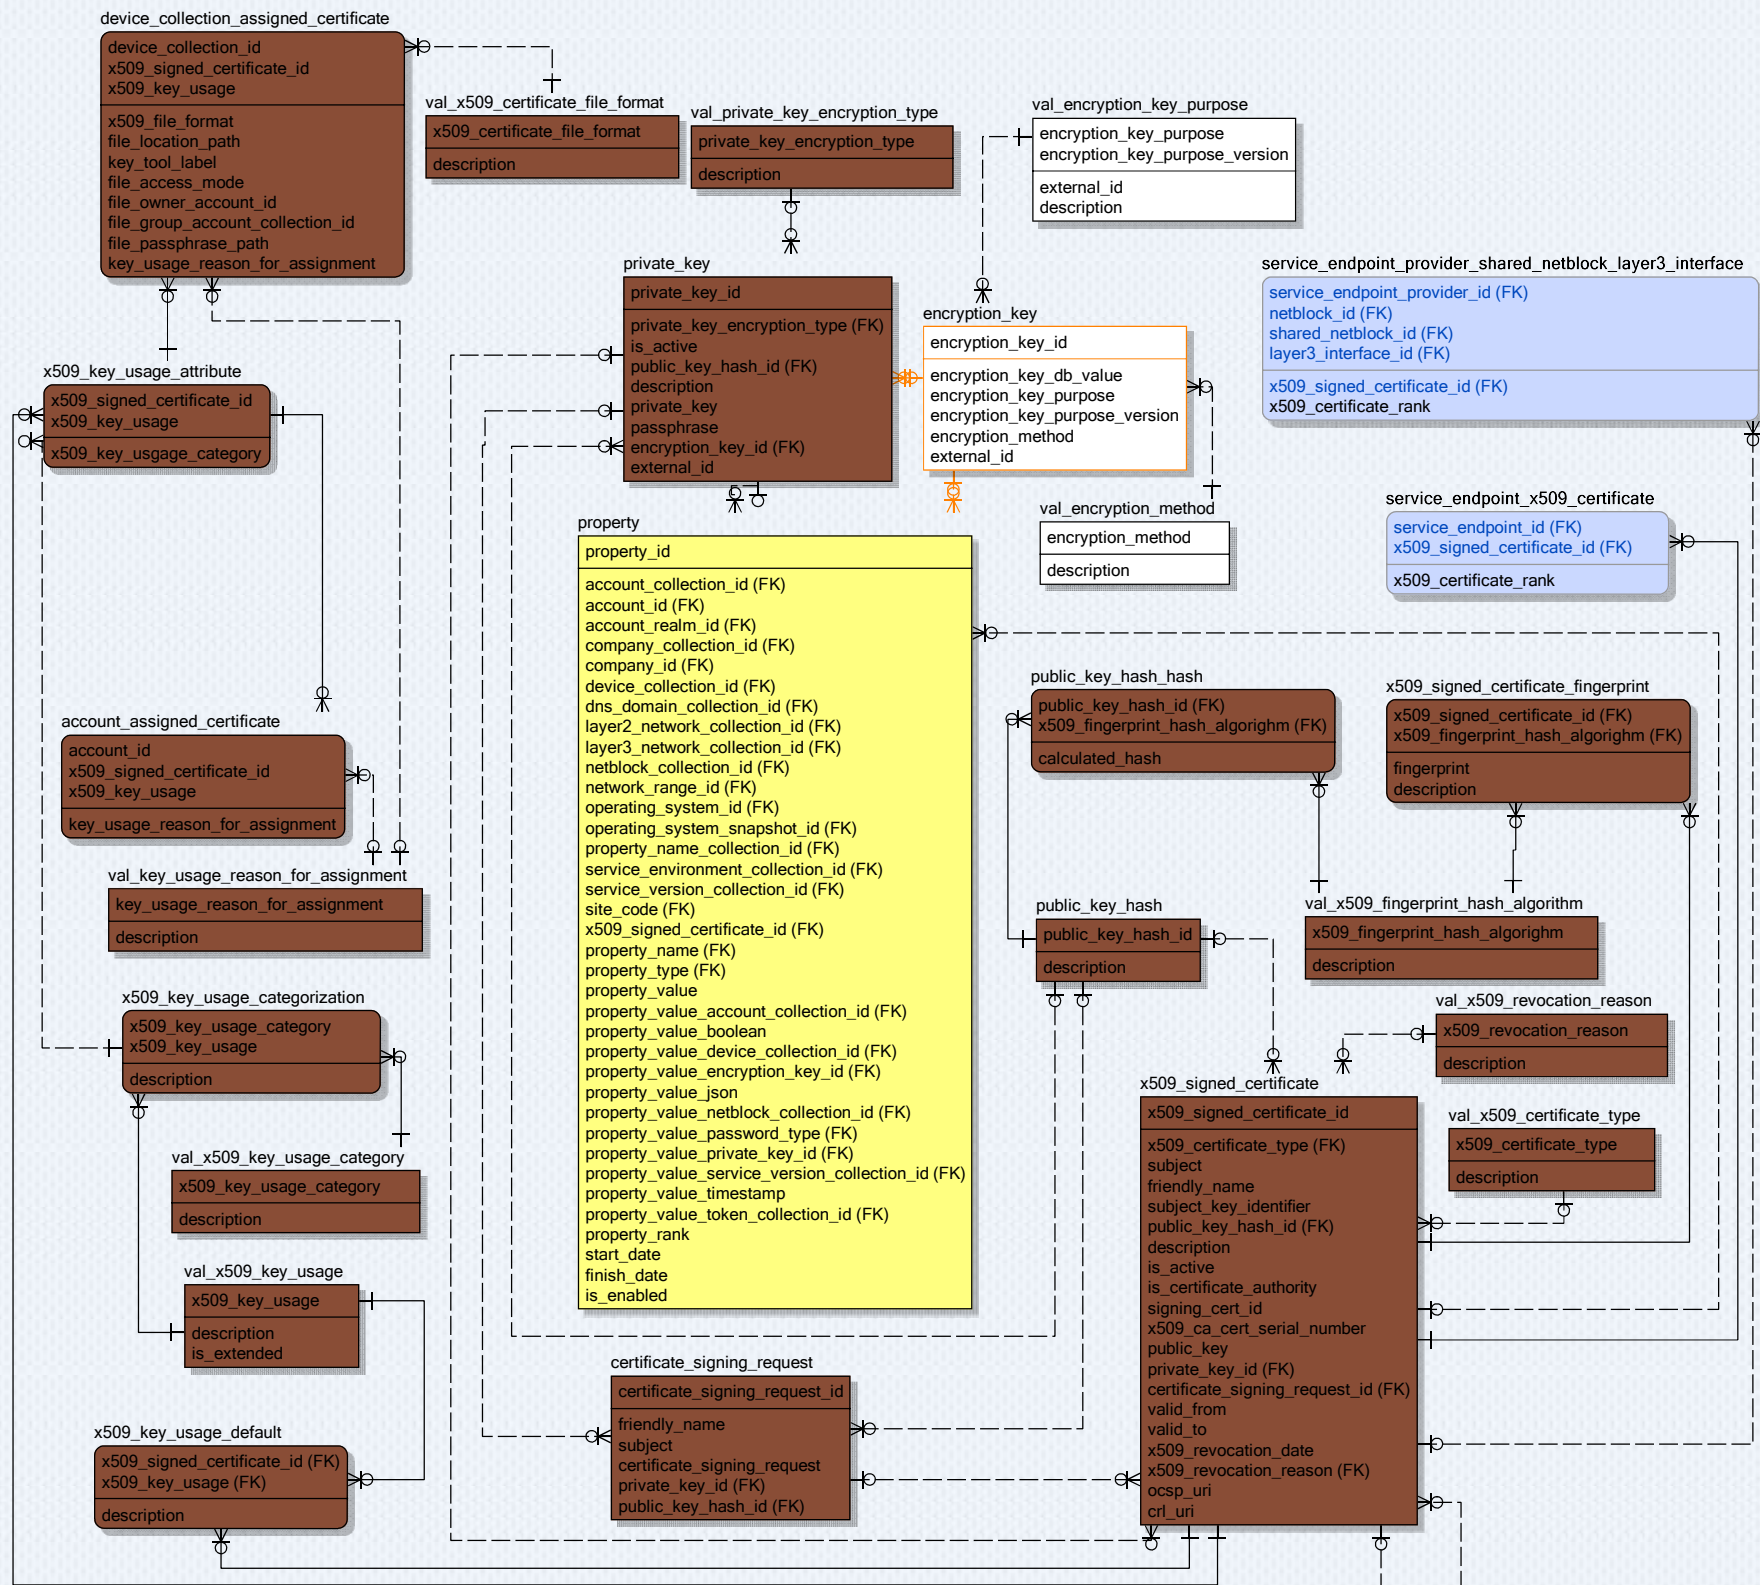 device_collection_assigned_certificate
device_collection_id
x509_signed_certificate_id
x509_key_usage
x509_file_format
file_location_path
key_tool_label
file_access_mode
file_owner_account_id
file_group_account_collection_id
file_passphrase_path
key_usage_reason_for_assignment
val_x509_certificate_file_format
x509_certificate_file_format
description
val_private_key_encryption_type
private_key_encryption_type
description
val_encryption_key_purpose
encryption_key_purpose
encryption_key_purpose_version
external_id
description
private_key
private_key_id
private_key_encryption_type (FK)
is_active
public_key_hash_id (FK)
description
private_key
passphrase
encryption_key_id (FK)
external_id
encryption_key
encryption_key_id
encryption_key_db_value
encryption_key_purpose
encryption_key_purpose_version
encryption_method
external_id
service_endpoint_provider_shared_netblock_layer3_interface
service_endpoint_provider_id (FK)
netblock_id (FK)
shared_netblock_id (FK)
layer3_interface_id (FK)
x509_signed_certificate_id (FK)
x509_certificate_rank
x509_key_usage_attribute
x509_signed_certificate_id
x509_key_usage
x509_key_usgage_category
val_encryption_method
encryption_method
description
service_endpoint_x509_certificate
service_endpoint_id (FK)
x509_signed_certificate_id (FK)
x509_certificate_rank
property
property_id
account_collection_id (FK)
account_id (FK)
account_realm_id (FK)
company_collection_id (FK)
company_id (FK)
device_collection_id (FK)
dns_domain_collection_id (FK)
layer2_network_collection_id (FK)
layer3_network_collection_id (FK)
netblock_collection_id (FK)
network_range_id (FK)
operating_system_id (FK)
operating_system_snapshot_id (FK)
property_name_collection_id (FK)
service_environment_collection_id (FK)
service_version_collection_id (FK)
site_code (FK)
x509_signed_certificate_id (FK)
property_name (FK)
property_type (FK)
property_value
property_value_account_collection_id (FK)
property_value_boolean
property_value_device_collection_id (FK)
property_value_encryption_key_id (FK)
property_value_json
property_value_netblock_collection_id (FK)
property_value_password_type (FK)
property_value_private_key_id (FK)
property_value_service_version_collection_id (FK)
property_value_timestamp
property_value_token_collection_id (FK)
property_rank
start_date
finish_date
is_enabled
public_key_hash_hash
public_key_hash_id (FK)
x509_fingerprint_hash_algorighm (FK)
calculated_hash
x509_signed_certificate_fingerprint
x509_signed_certificate_id (FK)
x509_fingerprint_hash_algorighm (FK)
fingerprint
description
account_assigned_certificate
account_id
x509_signed_certificate_id
x509_key_usage
key_usage_reason_for_assignment
val_key_usage_reason_for_assignment
key_usage_reason_for_assignment
description
public_key_hash
public_key_hash_id
description
val_x509_fingerprint_hash_algorithm
x509_fingerprint_hash_algorighm
description
x509_key_usage_categorization
x509_key_usage_category
x509_key_usage
description
val_x509_revocation_reason
x509_revocation_reason
description
x509_signed_certificate
x509_signed_certificate_id
x509_certificate_type (FK)
subject
friendly_name
subject_key_identifier
public_key_hash_id (FK)
description
is_active
is_certificate_authority
signing_cert_id
x509_ca_cert_serial_number
public_key
private_key_id (FK)
certificate_signing_request_id (FK)
valid_from
valid_to
x509_revocation_date
x509_revocation_reason (FK)
ocsp_uri
crl_uri
val_x509_certificate_type
x509_certificate_type
description
val_x509_key_usage_category
x509_key_usage_category
description
val_x509_key_usage
x509_key_usage
description
is_extended
certificate_signing_request
certificate_signing_request_id
friendly_name
subject
certificate_signing_request
private_key_id (FK)
public_key_hash_id (FK)
x509_key_usage_default
x509_signed_certificate_id (FK)
x509_key_usage (FK)
description